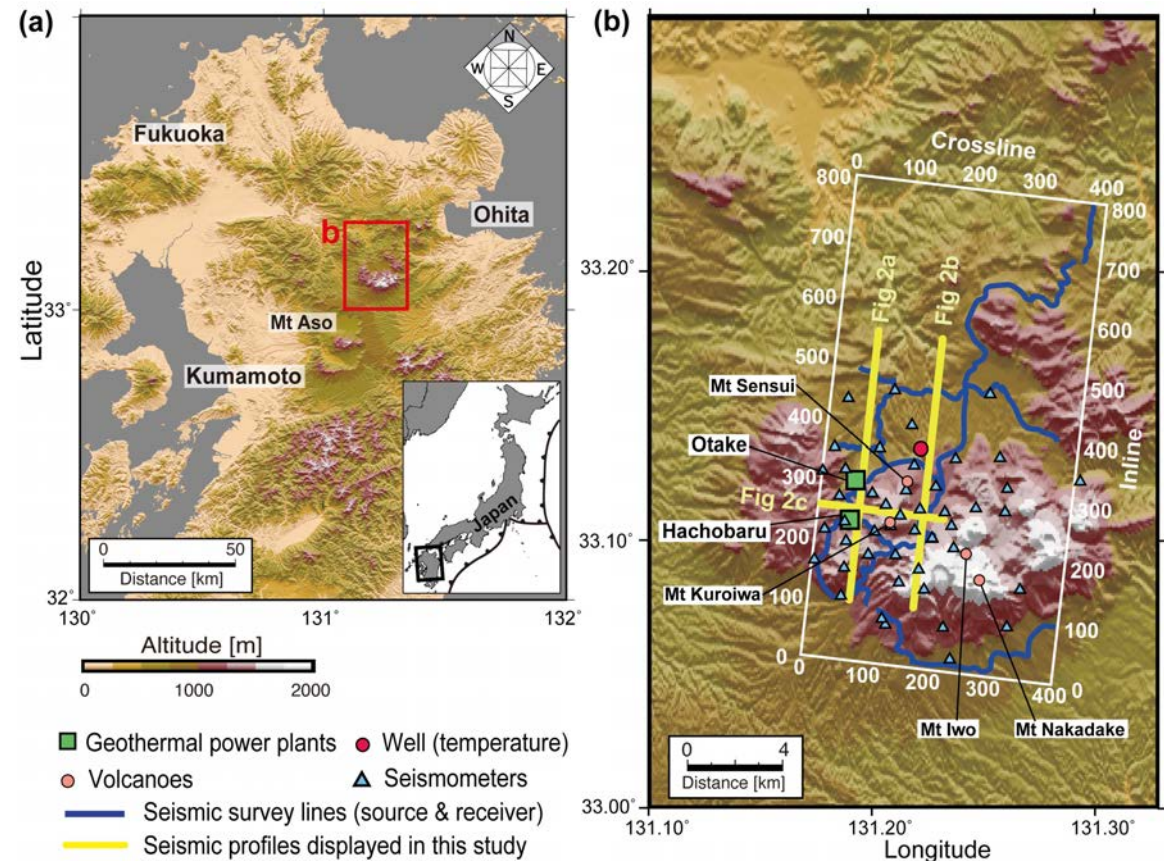 (a)
N
W E
S
Fukuoka
Ohita
b
Mt Aso
Kumamoto
Japan
Latitude
33°
32°
130° 131° 132°
0 50
Distance [km]
Altitude [m]
0 1000 2000
Geothermal power plants
Well (temperature)
Volcanoes
Seismometers
Seismic survey lines (source & receiver)
Seismic profiles displayed in this study
(b)
Crossline
0 100 200 300 400
800 700 600 500 400 300 200 100 0
800 700 600 500 400 300 200 100 0
Inline
0 100 200 300 400
Fig 2a
Fig 2b
Fig 2c
Mt Sensui
Otake
Hachobaru
Mt Kuroiwa
Mt Iwo
Mt Nakadake
33.20°
33.10°
33.00°
0 4
Distance [km]
131.10° 131.20° 131.30°
Longitude